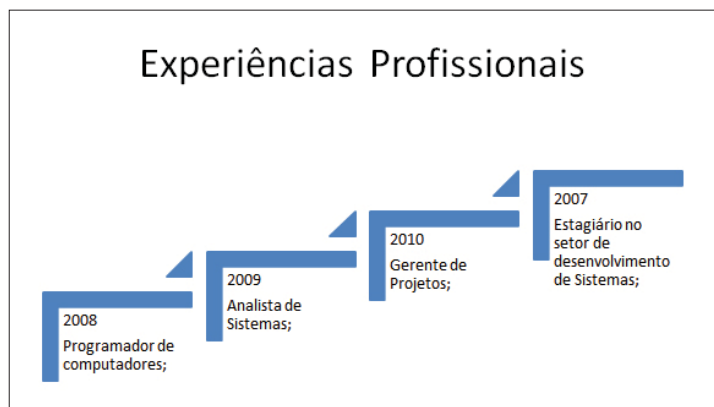 Experiências Profissionais
2008
Programador de
computadores;
2009
Analista de
Sistemas;
2010
Gerente de
Projetos;
2007
Estagiário no
setor de
desenvolvimento
de Sistemas;